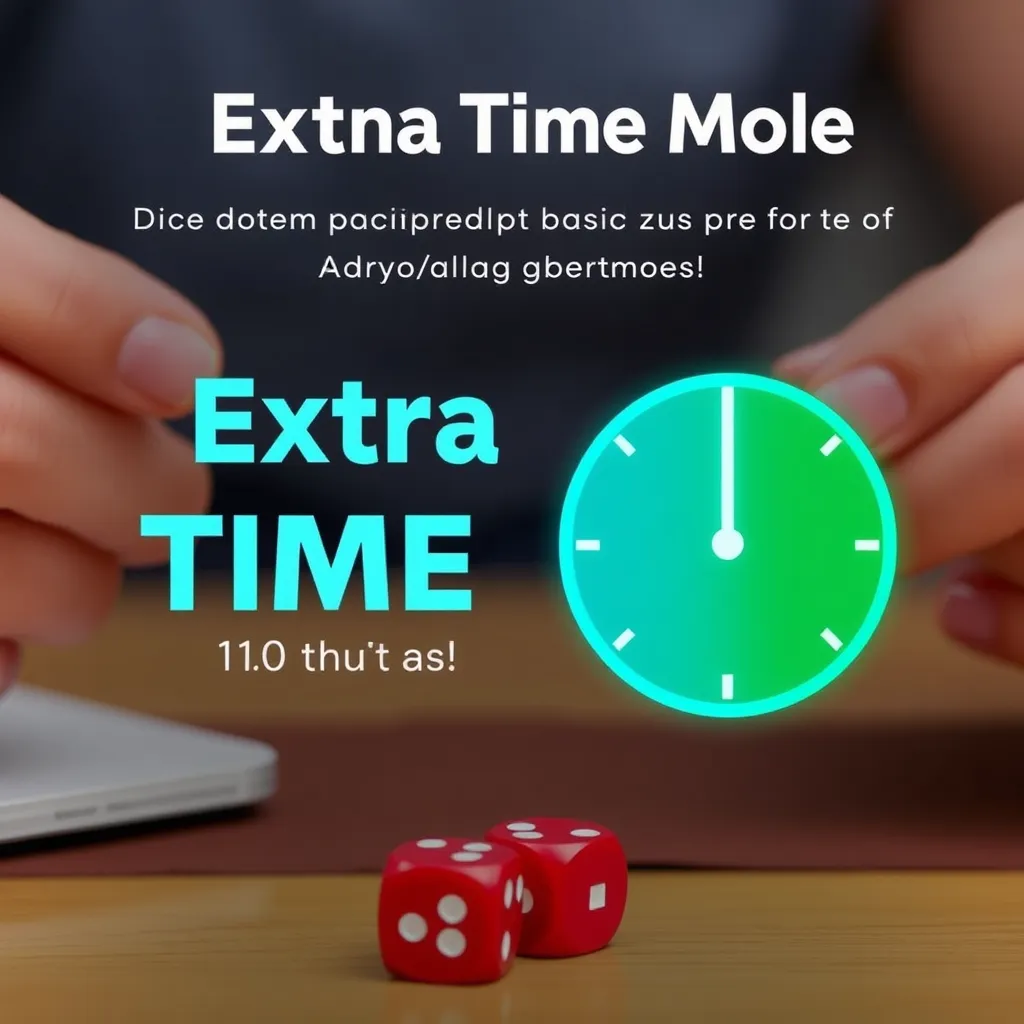 Extna Time Mole
Dice dotem paciipredlpt basic zus pre for te of
Adryo/allag gbertmoes!
Extra
TIME
11.0 thu't as!